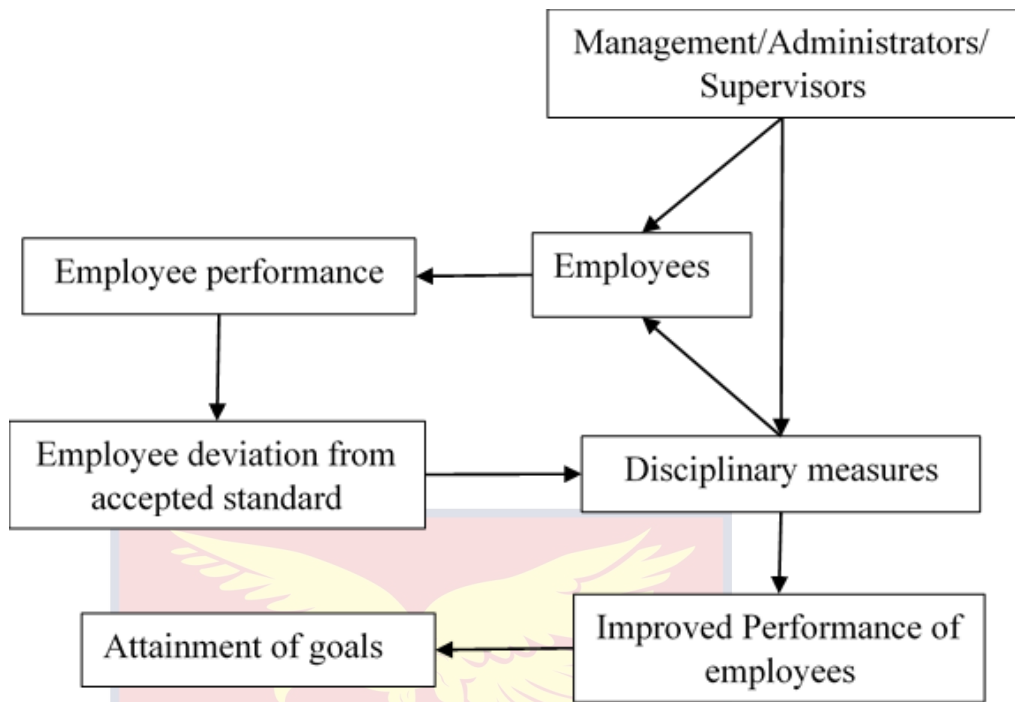 Management/Administrators/
Supervisors
Employees
Employee performance
Employee deviation from
accepted standard
Disciplinary measures
Improved Performance of
employees
Attainment of goals